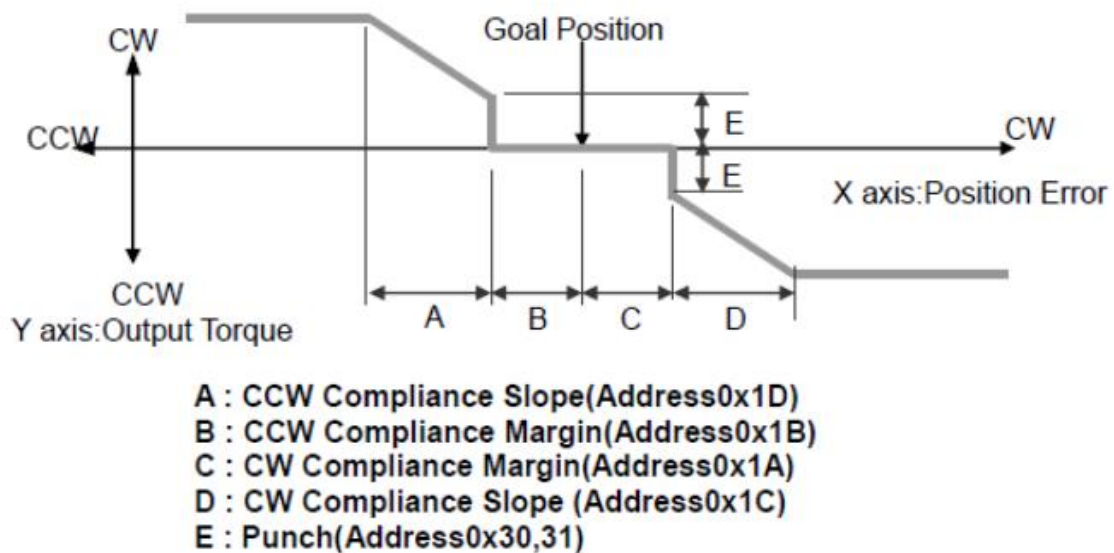 CW
Goal Position
E
CCW
CW
E
X axis:Position Error
CCW
A
B
C
D
Y axis:Output Torque
A : CCW Compliance Slope(Address0x1D)
B : CCW Compliance Margin(Address0x1B)
C : CW Compliance Margin(Address0x1A)
D : CW Compliance Slope (Address0x1C)
E : Punch(Address0x30,31)